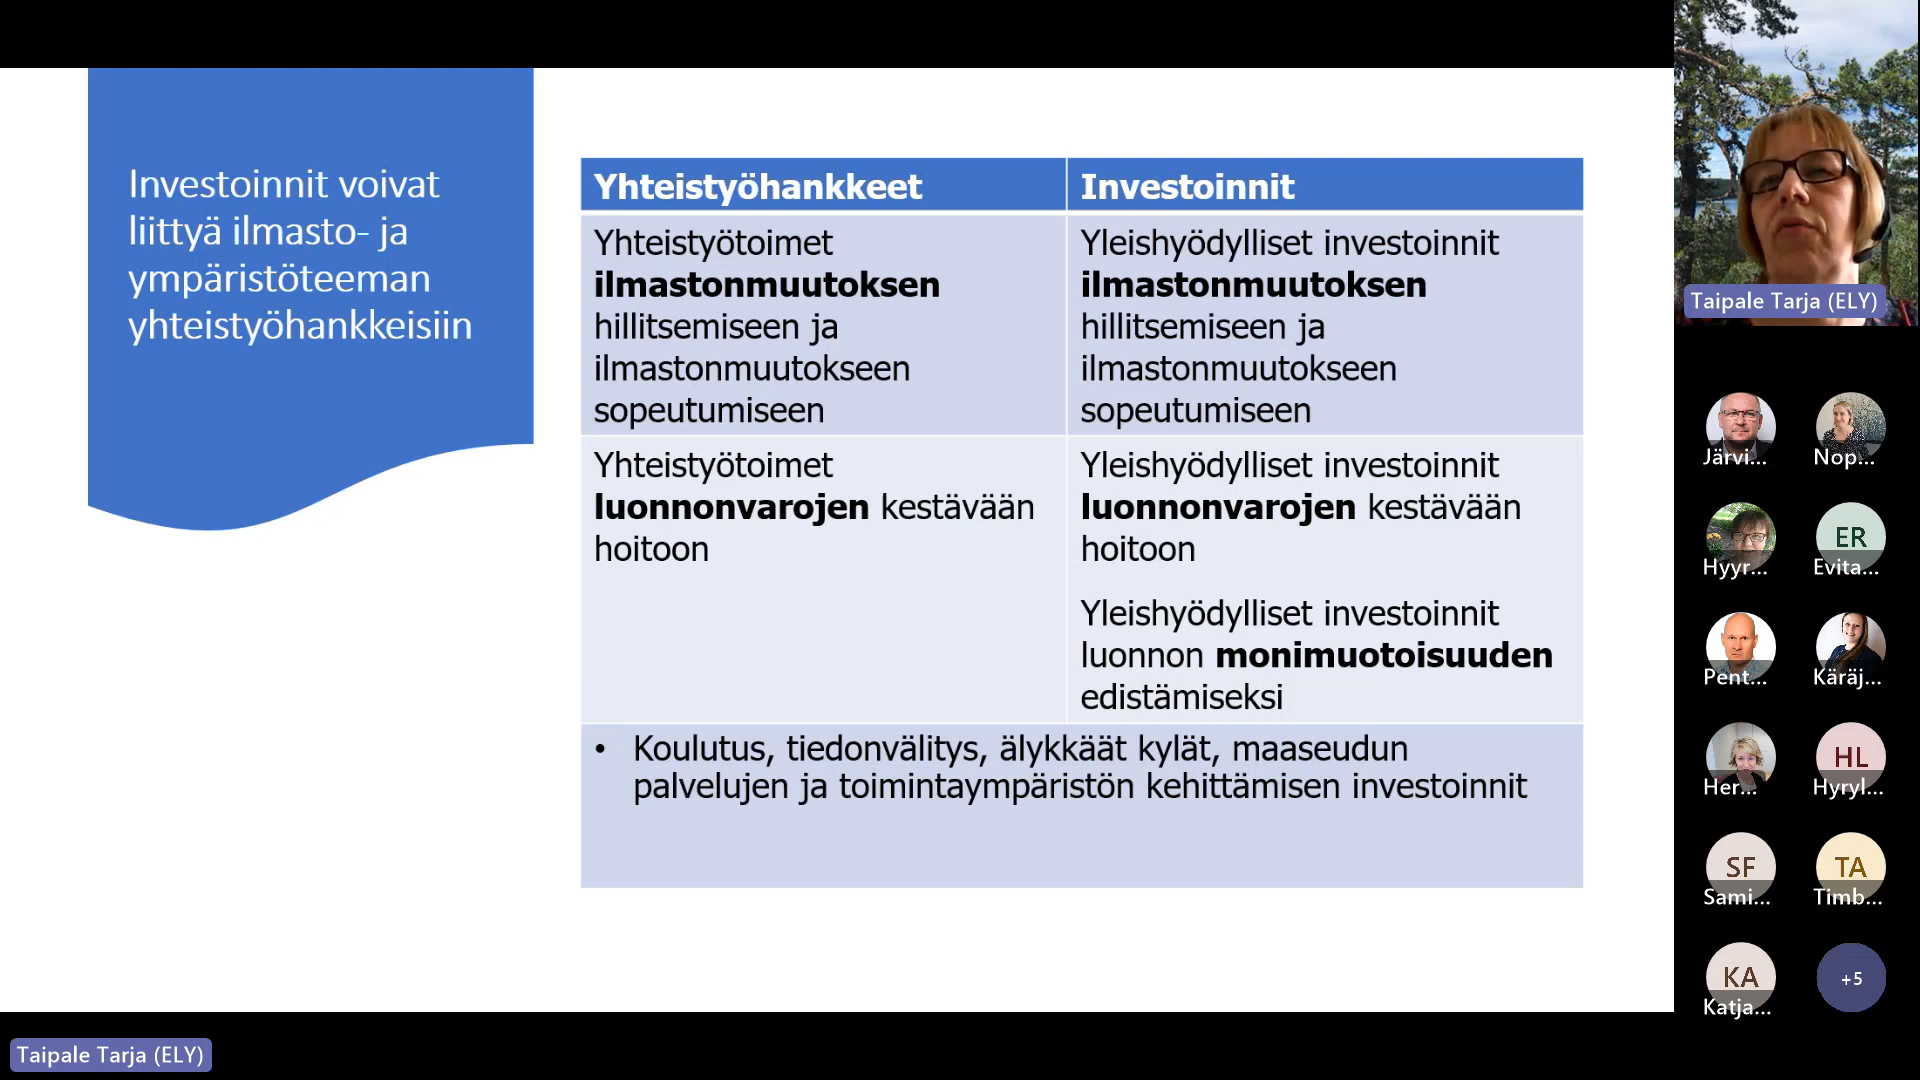 Investoinnit voivat
liittyä ilmasto- ja
ympäristöteeman
yhteistyöhankkeisiin
Yhteistyöhankkeet
Investoinnit
Yhteistyötoimet
ilmastonmuutoksen
hillitsemiseen ja
ilmastonmuutokseen
sopeutumiseen
Yleishyödylliset investoinnit
ilmastonmuutoksen
hillitsemiseen ja
ilmastonmuutokseen
sopeutumiseen
Yhteistyötoimet
luonnonvarojen kestävään
hoitoon
Yleishyödylliset investoinnit
luonnonvarojen kestävään
hoitoon
Yleishyödylliset investoinnit
luonnon monimuotoisuuden
edistämiseksi
• Koulutus, tiedonvälitys, älykkäät kylät, maaseudun
palvelujen ja toimintaympäristön kehittämisen investoinnit
Taipale Tarja (ELY)
Järvi...
Nop...
Hyyr...
ER
Evita...
Pent...
Käräj...
Her...
HL
Hyryl...
SF
Sami...
TA
Timb...
KA
Katja...
+5
Taipale Tarja (ELY)